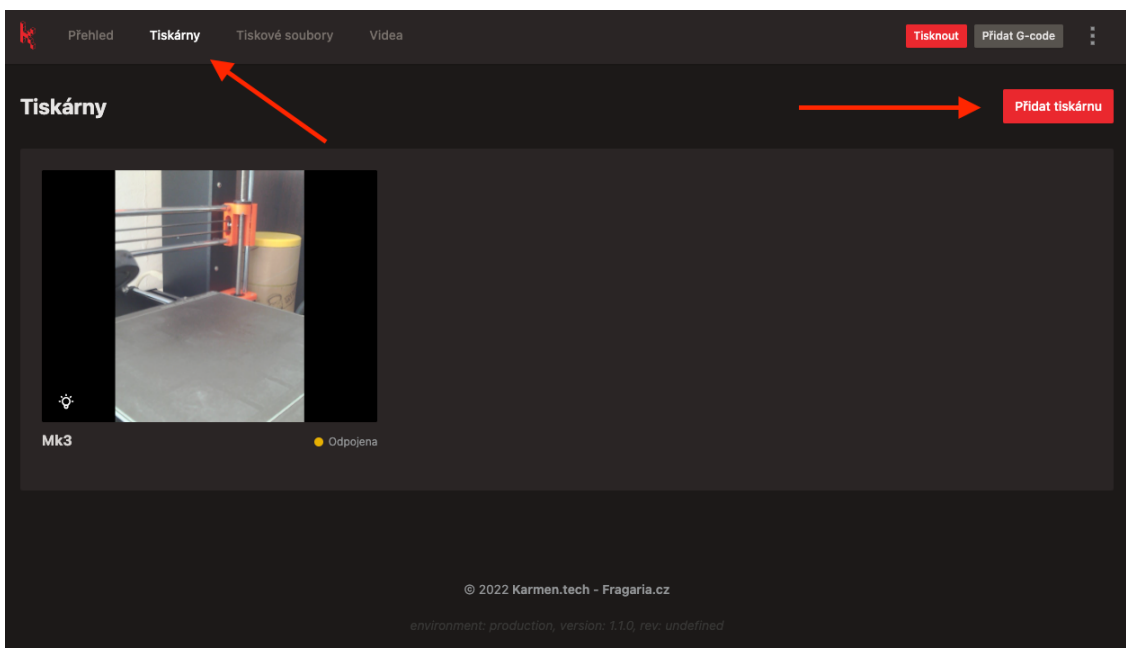 Přehled Tiskárny Tiskové soubory Videa Tisknout Přidat G-code
Tiskárny Přidat tiskárnu
Mk3 Odpojena
© 2022 Karmen.tech - Fragaria.cz
environment: production, version: 1.1.0, rev: undefined